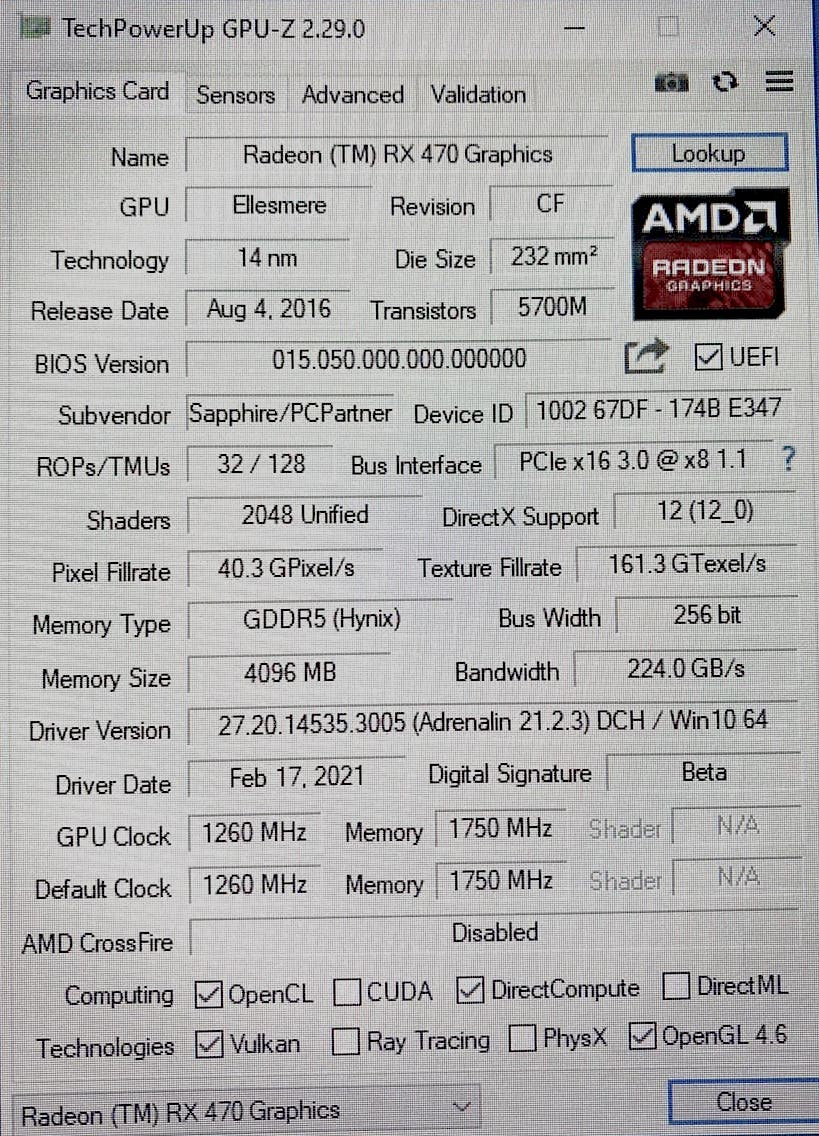 TechPowerUp GPU-Z 2.29.0
Graphics Card Sensors Advanced Validation
Name Radeon (TM) RX 470 Graphics Lookup
GPU Ellesmere Revision CF
AMD
RADEON
GRAPHICS
Technology 14 nm Die Size 232 mm²
Release Date Aug 4, 2016 Transistors 5700M
BIOS Version 015.050.000.000.000000 UEFI
Subvendor Sapphire/PCPartner Device ID 1002 67DF - 174B E347
ROPs/TMUs 32 / 128 Bus Interface PCIe x16 3.0 @ x8 1.1 ?
Shaders 2048 Unified DirectX Support 12 (12_0)
Pixel Fillrate 40.3 GPixel/s Texture Fillrate 161.3 GTexel/s
Memory Type GDDR5 (Hynix) Bus Width 256 bit
Memory Size 4096 MB Bandwidth 224.0 GB/s
Driver Version 27.20.14535.3005 (Adrenalin 21.2.3) DCH / Win10 64
Driver Date Feb 17, 2021 Digital Signature Beta
GPU Clock 1260 MHz Memory 1750 MHz Shader N/A
Default Clock 1260 MHz Memory 1750 MHz Shader N/A
AMD CrossFire Disabled
Computing OpenCL CUDA DirectCompute DirectML
Technologies Vulkan Ray Tracing PhysX OpenGL 4.6
Radeon (TM) RX 470 Graphics Close